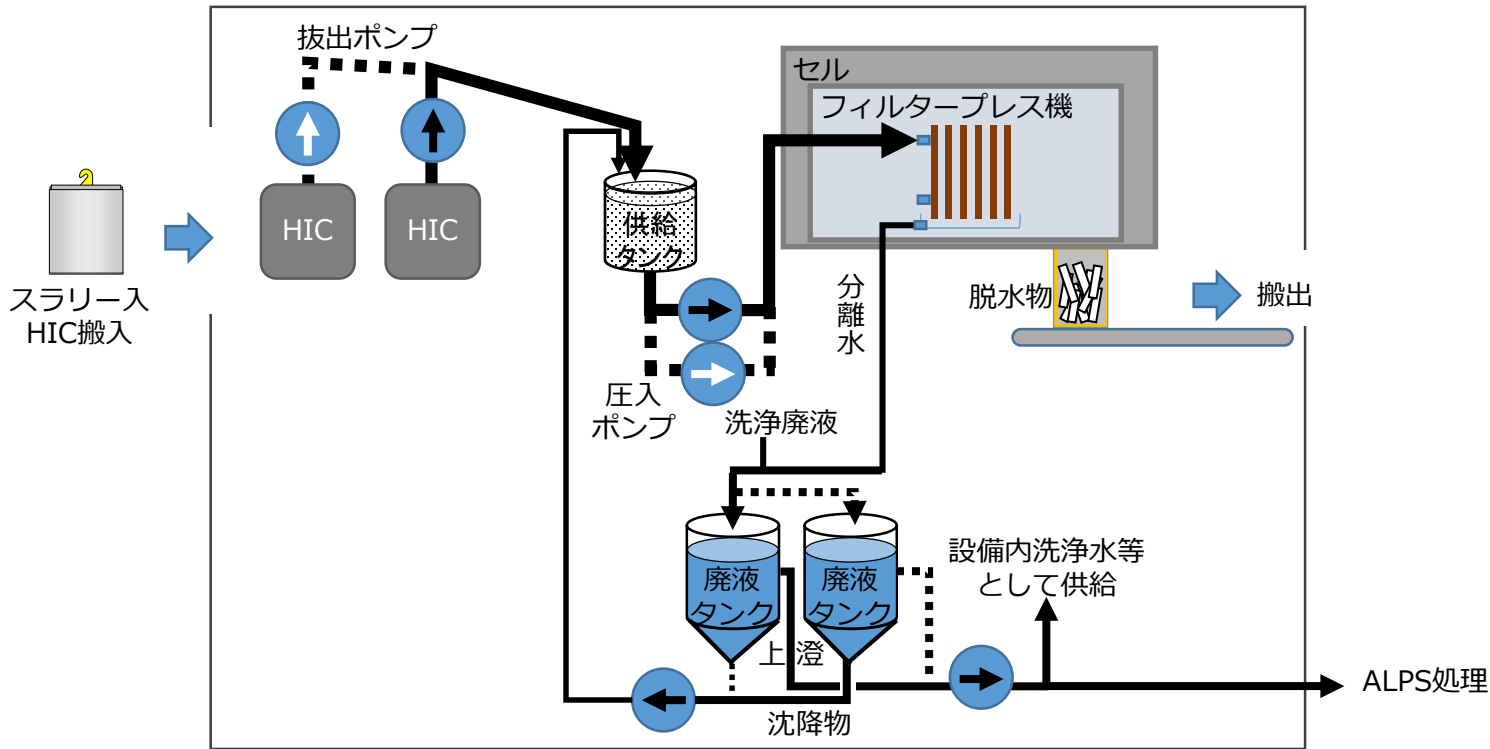 抜出ポンプ
セル
フィルタープレス機
HIC
HIC
スラリー入
HIC搬入
供給
タンク
分離水
脱水物
搬出
圧入
ポンプ
洗浄廃液
設備内洗浄水等
として供給
廃液
タンク
廃液
タンク
上澄
沈降物
ALPS処理